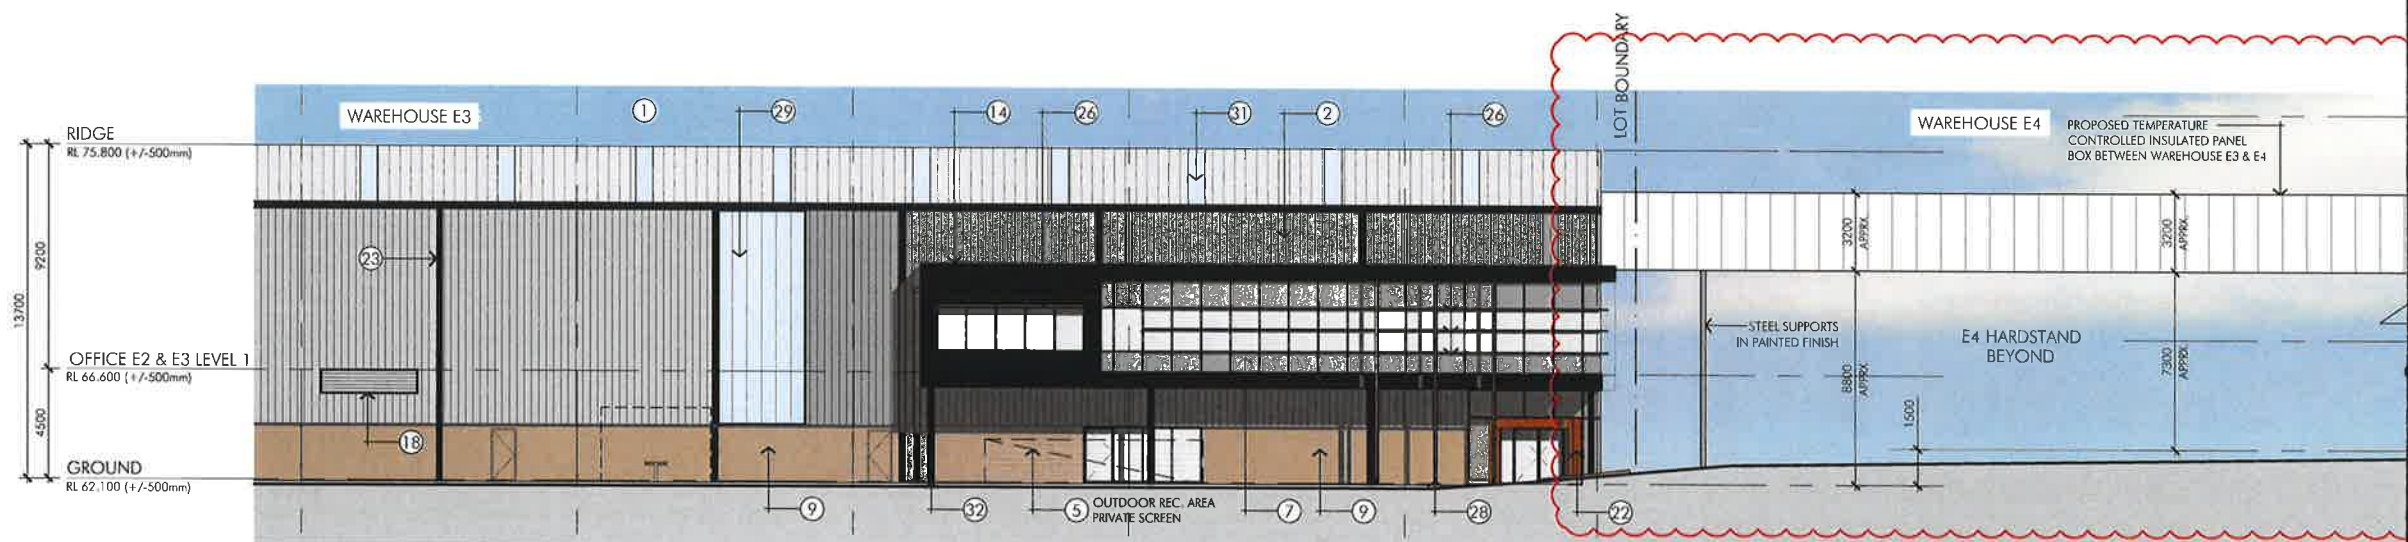 LOT BOUNDARY
WAREHOUSE E3
1
29
14
26
31
2
26
WAREHOUSE E4
PROPOSED TEMPERATURE
CONTROLLED INSULATED PANEL
BOX BETWEEN WAREHOUSE E3 & E4
RIDGE
RL 75.800 (+/-500mm)
3200
APPRX.
3200
APPRX.
9200
13700
23
STEEL SUPPORTS
IN PAINTED FINISH
E4 HARDSTAND
BEYOND
OFFICE E2 & E3 LEVEL 1
RL 66.600 (+/-500mm)
8800
APPRX.
7300
APPRX.
1500
4500
18
GROUND
RL 62.100 (+/-500mm)
9
32
5
OUTDOOR REC. AREA
PRIVATE SCREEN
7
9
28
22